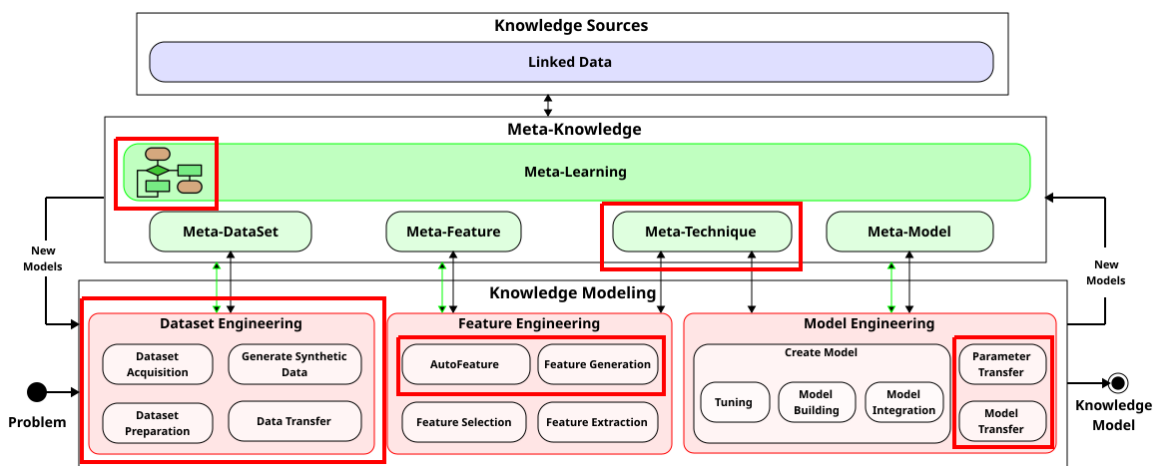 Knowledge Sources
Linked Data
Meta-Knowledge
Meta-Learning
Meta-DataSet
Meta-Feature
Meta-Technique
Meta-Model
New
Models
New
Models
Knowledge Modeling
Dataset Engineering
Dataset
Acquisition
Generate Synthetic
Data
Dataset
Preparation
Data Transfer
Feature Engineering
AutoFeature
Feature Generation
Feature Selection
Feature Extraction
Model Engineering
Create Model
Tuning
Model
Building
Model
Integration
Parameter
Transfer
Model
Transfer
Problem
Knowledge
Model